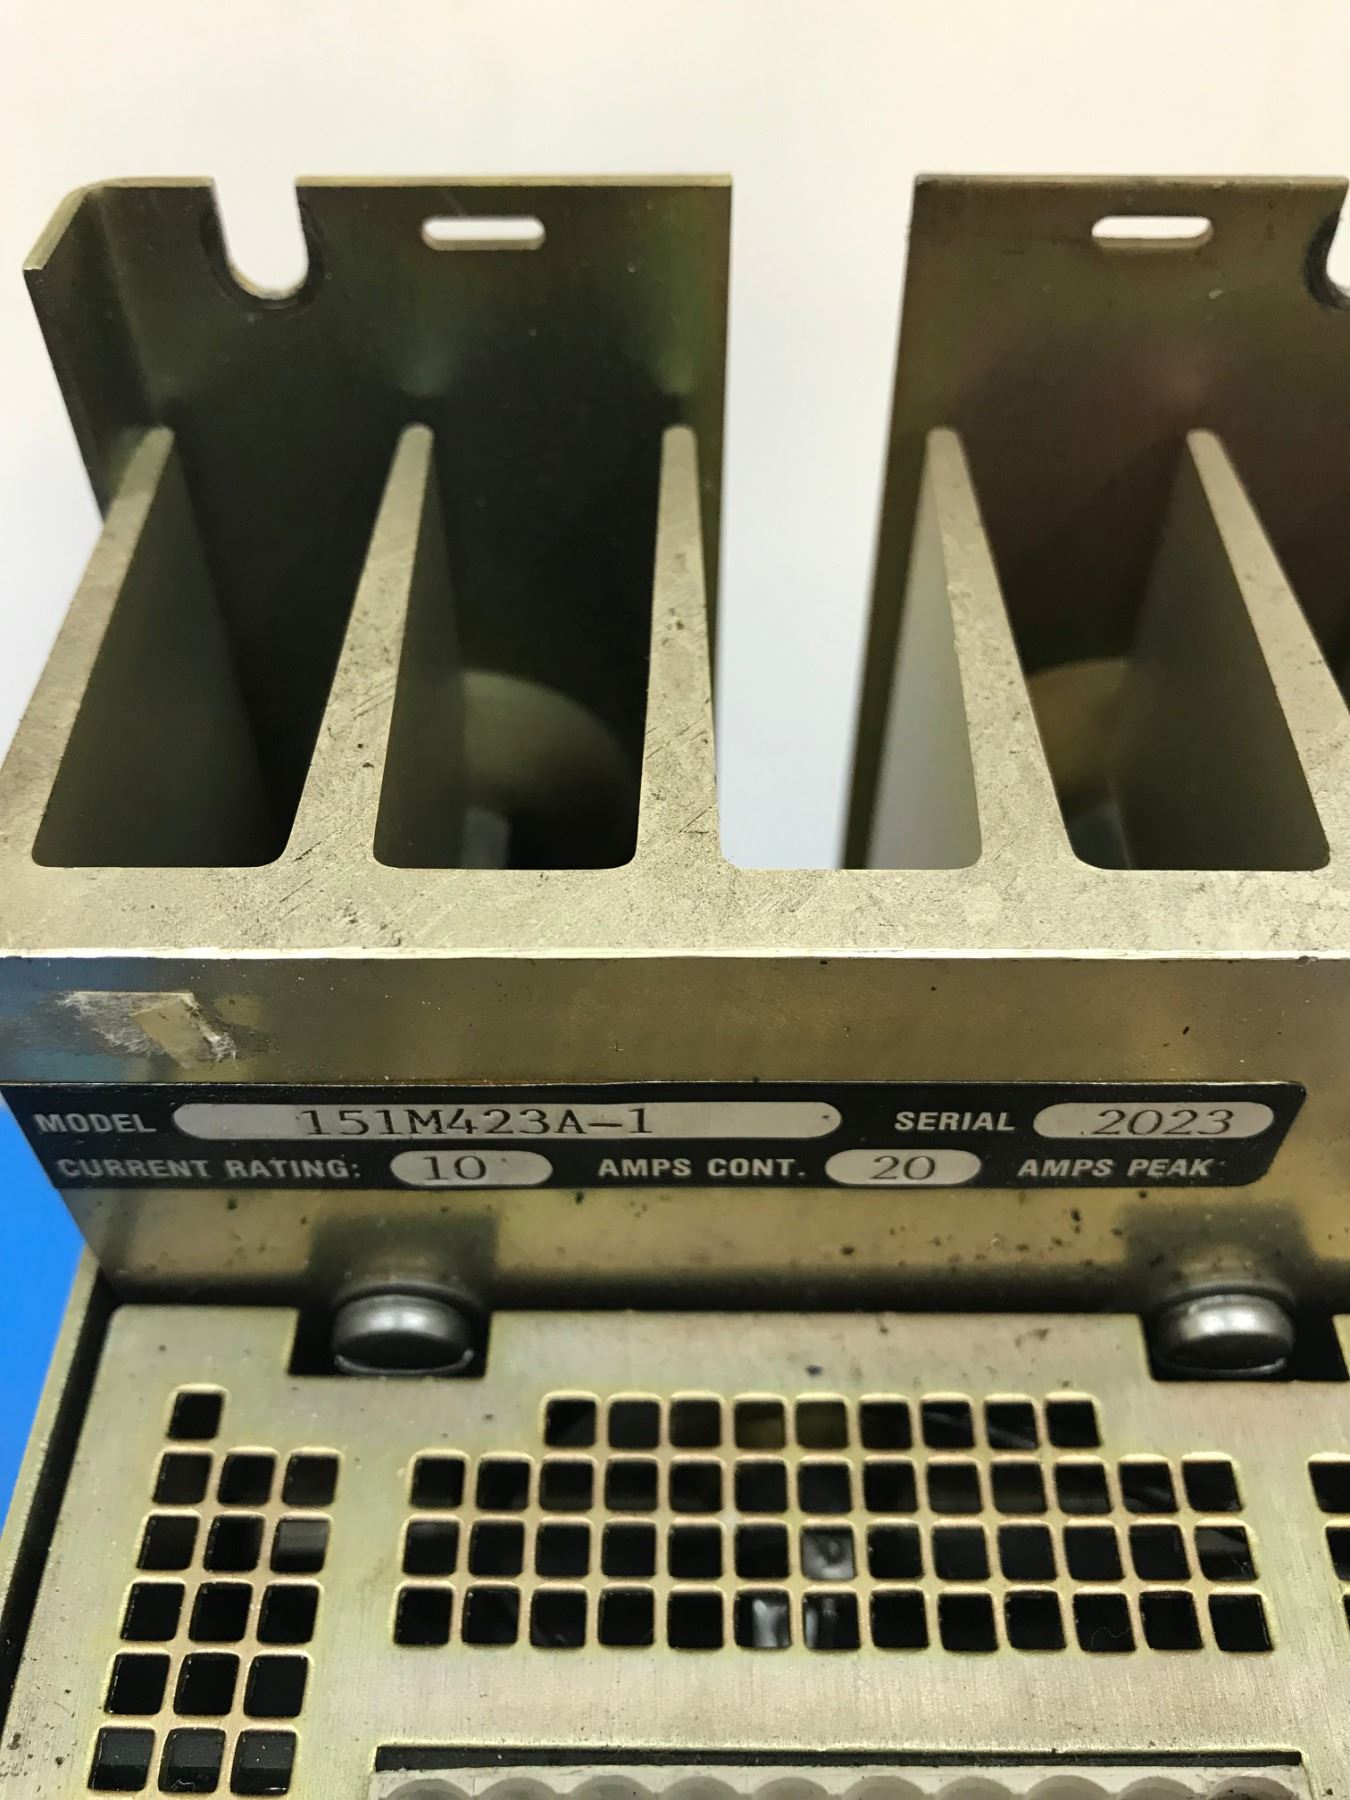 MODEL 151M423A-1 SERIAL 2023
CURRENT RATING: 10 AMPS CONT. 20 AMPS PEAK